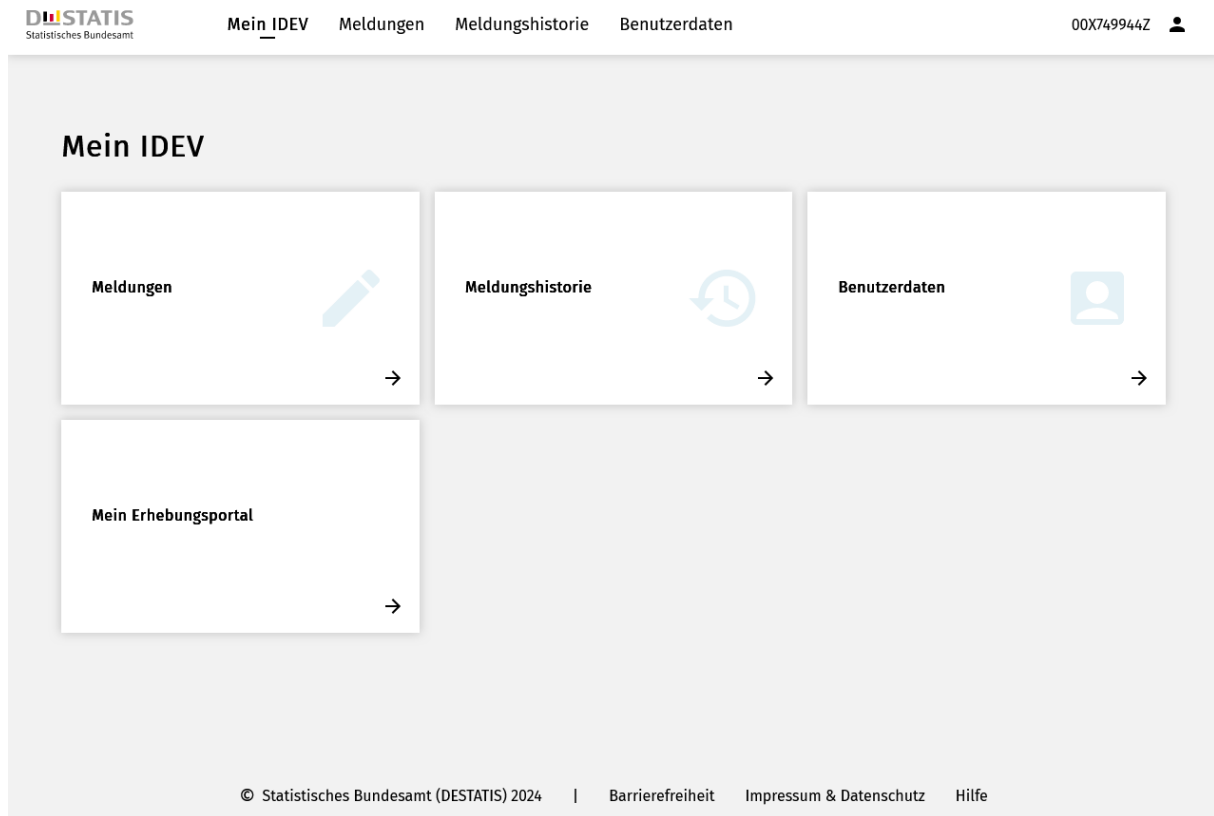 DESTATIS
Statistisches Bundesamt
Mein IDEV Meldungen Meldungshistorie Benutzerdaten 00X749944Z
Mein IDEV
Meldungen Meldungshistorie Benutzerdaten
Mein Erhebungsportal
© Statistisches Bundesamt (DESTATIS) 2024 | Barrierefreiheit Impressum & Datenschutz Hilfe